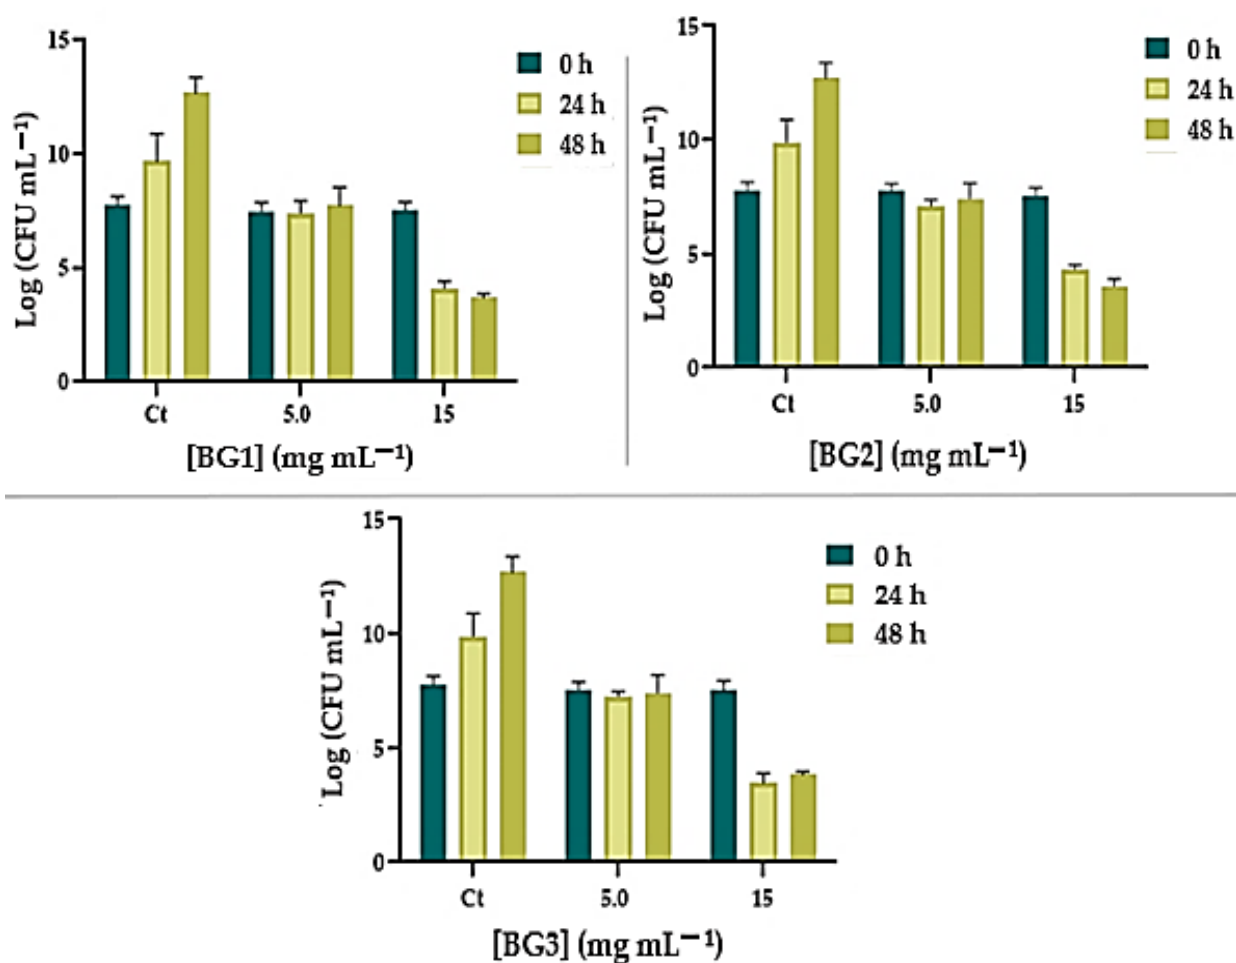 15
10
5
0
Log (CFU mL⁻¹)
0 h
24 h
48 h
Ct
5.0
15
[BG1] (mg mL⁻¹)
15
10
5
0
Log (CFU mL⁻¹)
0 h
24 h
48 h
Ct
5.0
15
[BG2] (mg mL⁻¹)
15
10
5
0
Log (CFU mL⁻¹)
0 h
24 h
48 h
Ct
5.0
15
[BG3] (mg mL⁻¹)